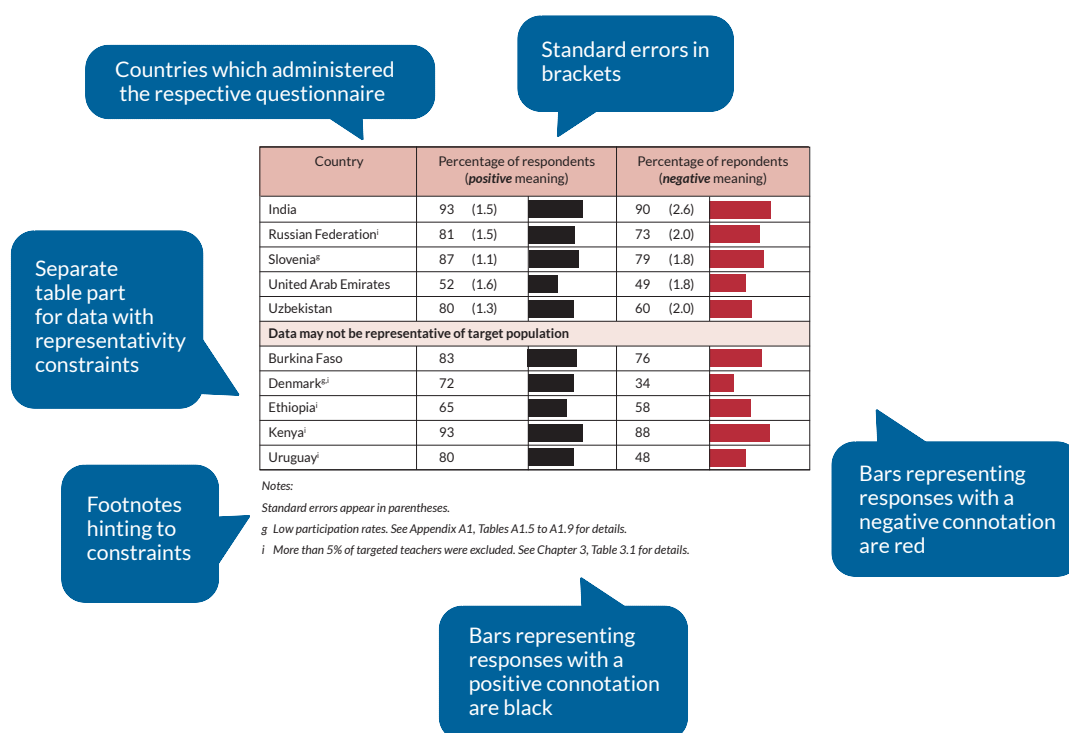 Standard errors in
brackets
Countries which administered
the respective questionnaire
Country Percentage of respondents Percentage of repondents
(positive meaning) (negative meaning)
India 93 (1.5) 90 (2.6)
Russian Federationⁱ 81 (1.5) 73 (2.0)
Sloveniaᵍ 87 (1.1) 79 (1.8)
United Arab Emirates 52 (1.6) 49 (1.8)
Uzbekistan 80 (1.3) 60 (2.0)
Data may not be representative of target population
Burkina Faso 83 76
Denmarkᵍ,ⁱ 72 34
Ethiopiaⁱ 65 58
Kenyaⁱ 93 88
Uruguayⁱ 80 48
Notes:
Standard errors appear in parentheses.
g Low participation rates. See Appendix A1, Tables A1.5 to A1.9 for details.
i More than 5% of targeted teachers were excluded. See Chapter 3, Table 3.1 for details.
Separate
table part
for data with
representativity
constraints
Footnotes
hinting to
constraints
Bars representing
responses with a
negative connotation
are red
Bars representing
responses with a
positive connotation
are black